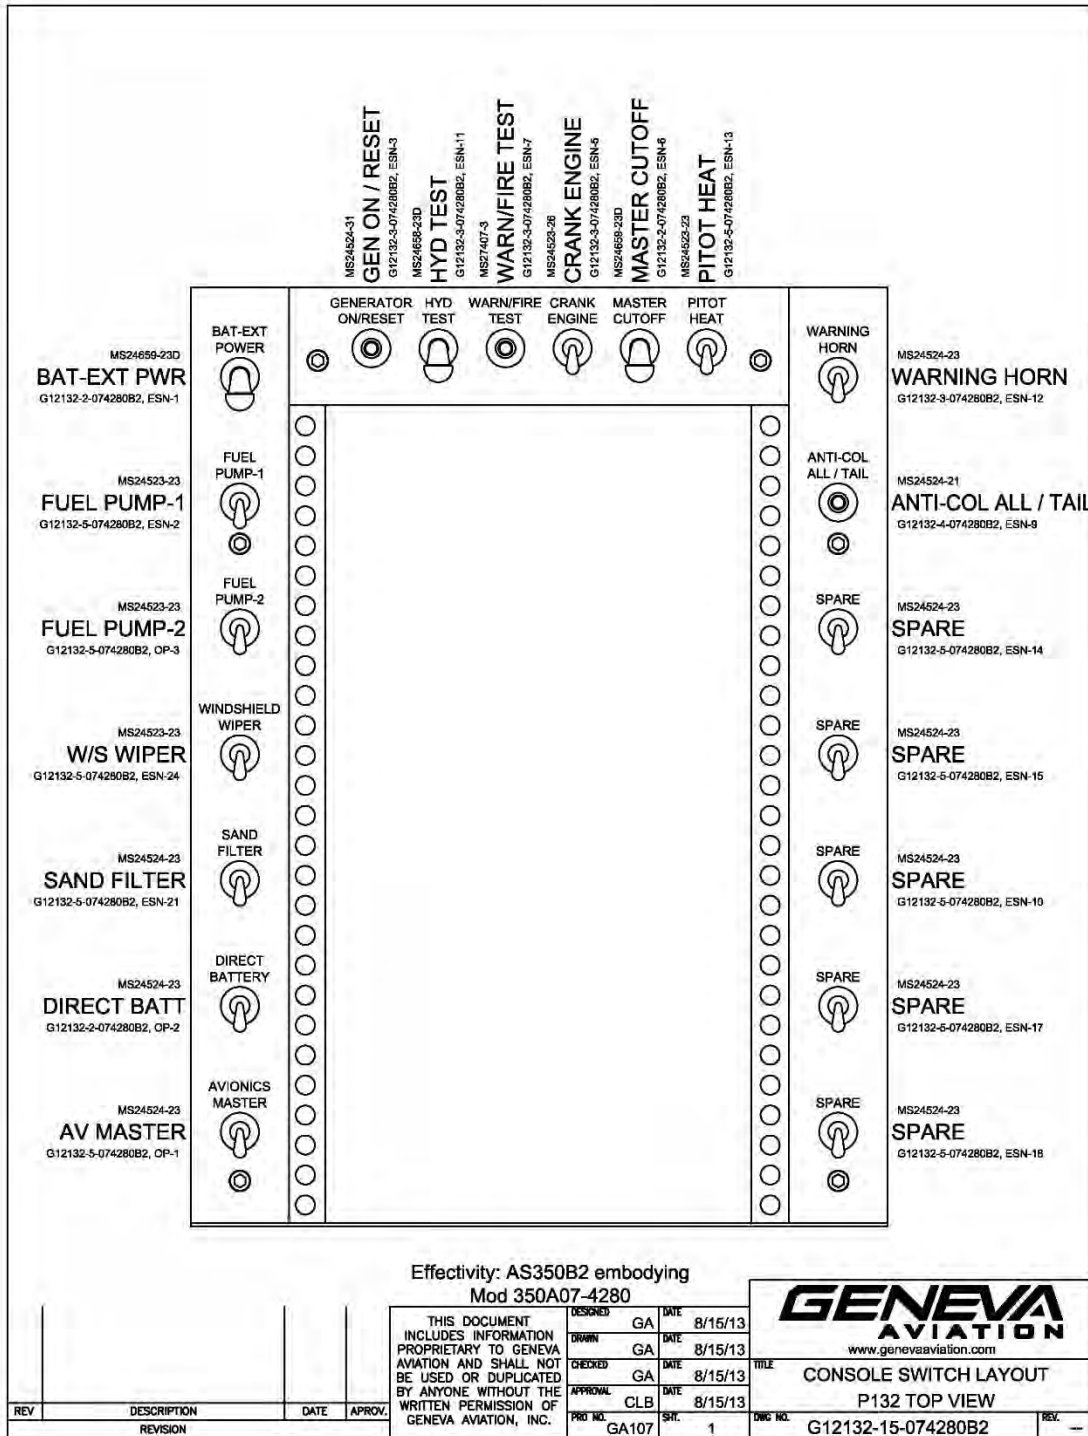 MS24524-31
GEN ON / RESET
G12132-3-074280B2, ESN-3
MS24658-23D
HYD TEST
G12132-3-074280B2, ESN-11
MS27407-3
WARN/FIRE TEST
G12132-3-074280B2, ESN-7
MS24523-26
CRANK ENGINE
G12132-3-074280B2, ESN-5
MS24659-23D
MASTER CUTOFF
G12132-2-074280B2, ESN-6
MS24523-23
PITOT HEAT
G12132-5-074280B2, ESN-13
GENERATOR
ON/RESET
HYD
TEST
WARN/FIRE
TEST
CRANK
ENGINE
MASTER
CUTOFF
PITOT
HEAT
MS24659-23D
BAT-EXT PWR
G12132-2-074280B2, ESN-1
BAT-EXT
POWER
WARNING
HORN
MS24524-23
WARNING HORN
G12132-3-074280B2, ESN-12
MS24523-23
FUEL PUMP-1
G12132-5-074280B2, ESN-2
FUEL
PUMP-1
ANTI-COL
ALL / TAIL
MS24524-21
ANTI-COL ALL / TAIL
G12132-4-074280B2, ESN-9
MS24523-23
FUEL PUMP-2
G12132-5-074280B2, OP-3
FUEL
PUMP-2
SPARE
MS24524-23
SPARE
G12132-5-074280B2, ESN-14
MS24523-23
W/S WIPER
G12132-5-074280B2, ESN-24
WINDSHIELD
WIPER
SPARE
MS24524-23
SPARE
G12132-5-074280B2, ESN-15
MS24524-23
SAND FILTER
G12132-5-074280B2, ESN-21
SAND
FILTER
SPARE
MS24524-23
SPARE
G12132-5-074280B2, ESN-10
MS24524-23
DIRECT BATT
G12132-2-074280B2, OP-2
DIRECT
BATTERY
SPARE
MS24524-23
SPARE
G12132-5-074280B2, ESN-17
MS24524-23
AV MASTER
G12132-5-074280B2, OP-1
AVIONICS
MASTER
SPARE
MS24524-23
SPARE
G12132-5-074280B2, ESN-18
Effectivity: AS350B2 embodying
Mod 350A07-4280
REV DESCRIPTION DATE APROV.
REVISION
THIS DOCUMENT
INCLUDES INFORMATION
PROPRIETARY TO GENEVA
AVIATION AND SHALL NOT
BE USED OR DUPLICATED
BY ANYONE WITHOUT THE
WRITTEN PERMISSION OF
GENEVA AVIATION, INC.
DESIGNED GA DATE 8/15/13
DRAWN GA DATE 8/15/13
CHECKED GA DATE 8/15/13
APPROVAL CLB DATE 8/15/13
PRO NO. GA107 SHT. 1
GENEVA
AVIATION
www.genevaaviation.com
TITLE CONSOLE SWITCH LAYOUT
P132 TOP VIEW
DWG NO. G12132-15-074280B2 REV. --